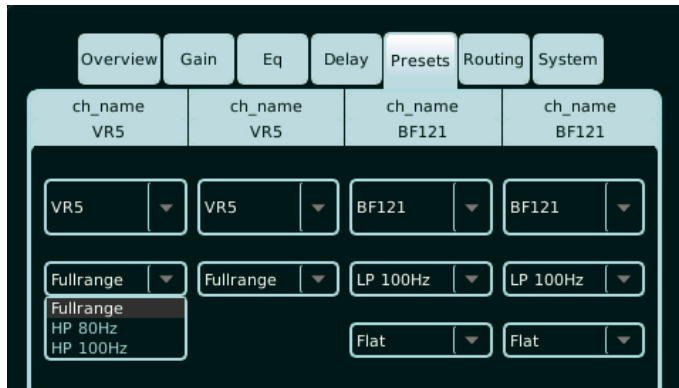 Overview Gain Eq Delay Presets Routing System
ch_name ch_name ch_name ch_name
VR5 VR5 BF121 BF121
VR5 VR5 BF121 BF121
Fullrange Fullrange LP 100Hz LP 100Hz
Fullrange
HP 80Hz
HP 100Hz
Flat Flat